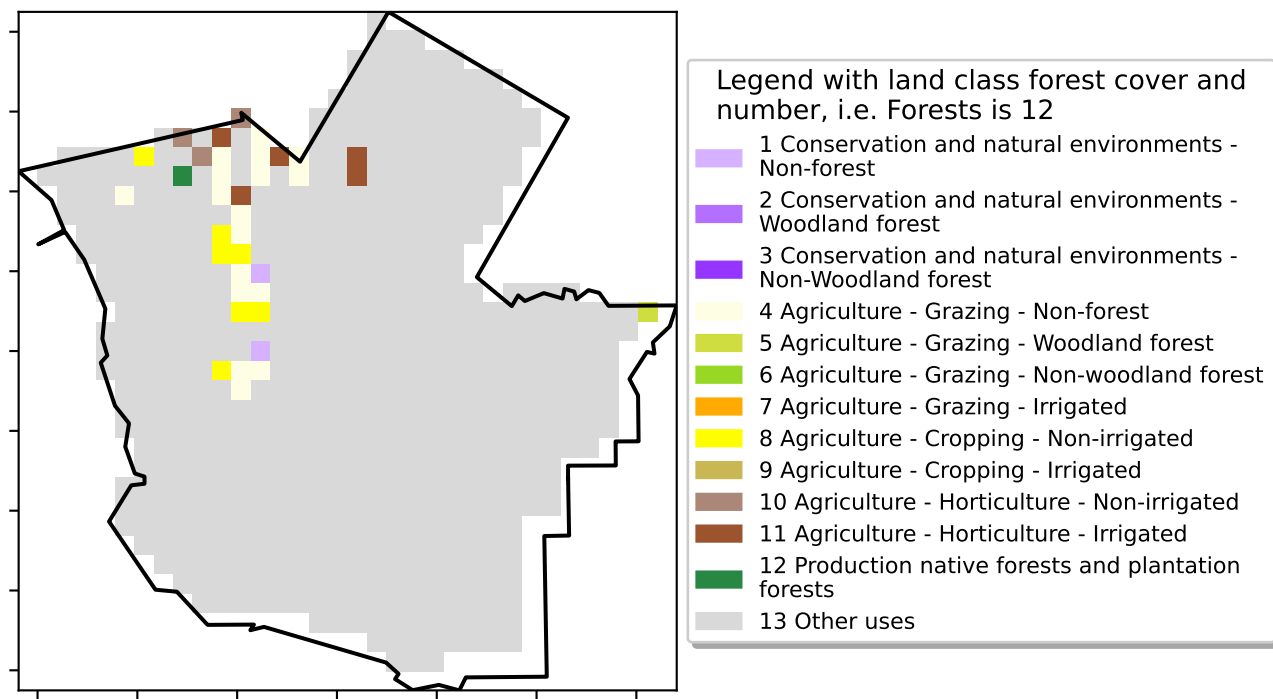 Legend with land class forest cover and
number, i.e. Forests is 12
1 Conservation and natural environments -
Non-forest
2 Conservation and natural environments -
Woodland forest
3 Conservation and natural environments -
Non-Woodland forest
4 Agriculture - Grazing - Non-forest
5 Agriculture - Grazing - Woodland forest
6 Agriculture - Grazing - Non-woodland forest
7 Agriculture - Grazing - Irrigated
8 Agriculture - Cropping - Non-irrigated
9 Agriculture - Cropping - Irrigated
10 Agriculture - Horticulture - Non-irrigated
11 Agriculture - Horticulture - Irrigated
12 Production native forests and plantation
forests
13 Other uses